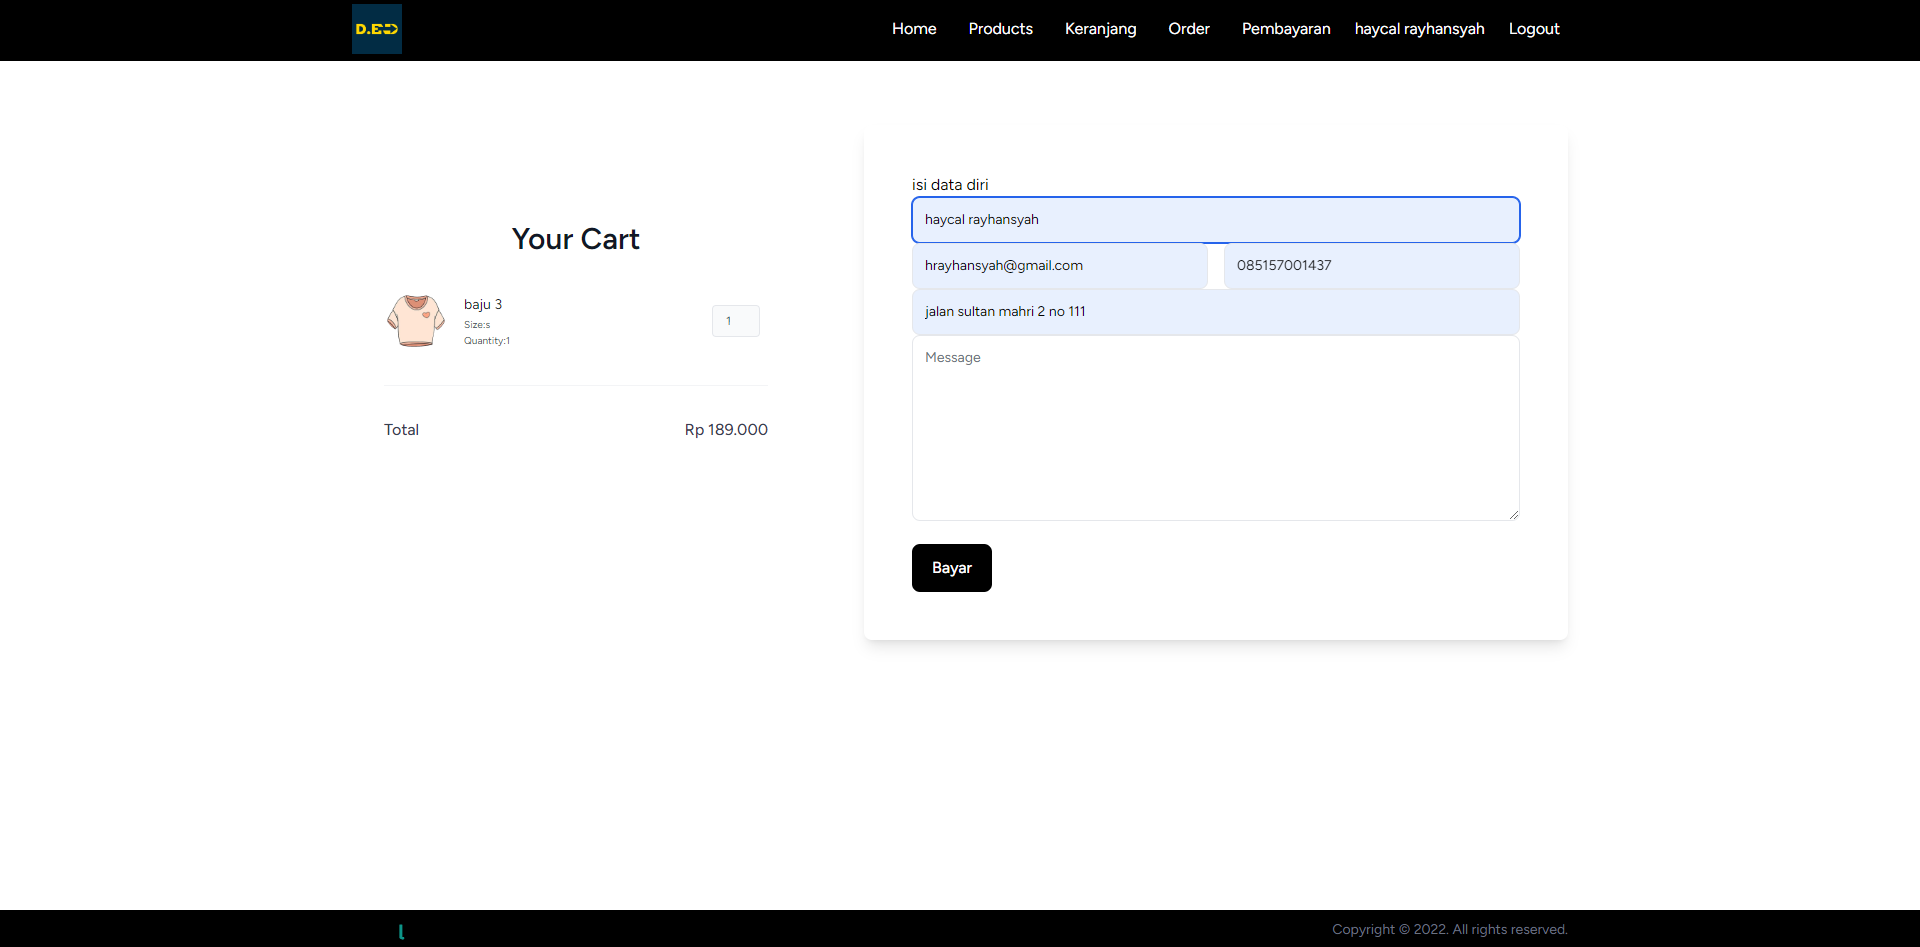 D.ED
Home Products Keranjang Order Pembayaran haycal rayhansyah Logout
Your Cart
baju 3
Size:s
Quantity:1
1
Total Rp 189.000
isi data diri
haycal rayhansyah
hrayhansyah@gmail.com 085157001437
jalan sultan mahri 2 no 111
Message
Bayar
Copyright © 2022. All rights reserved.